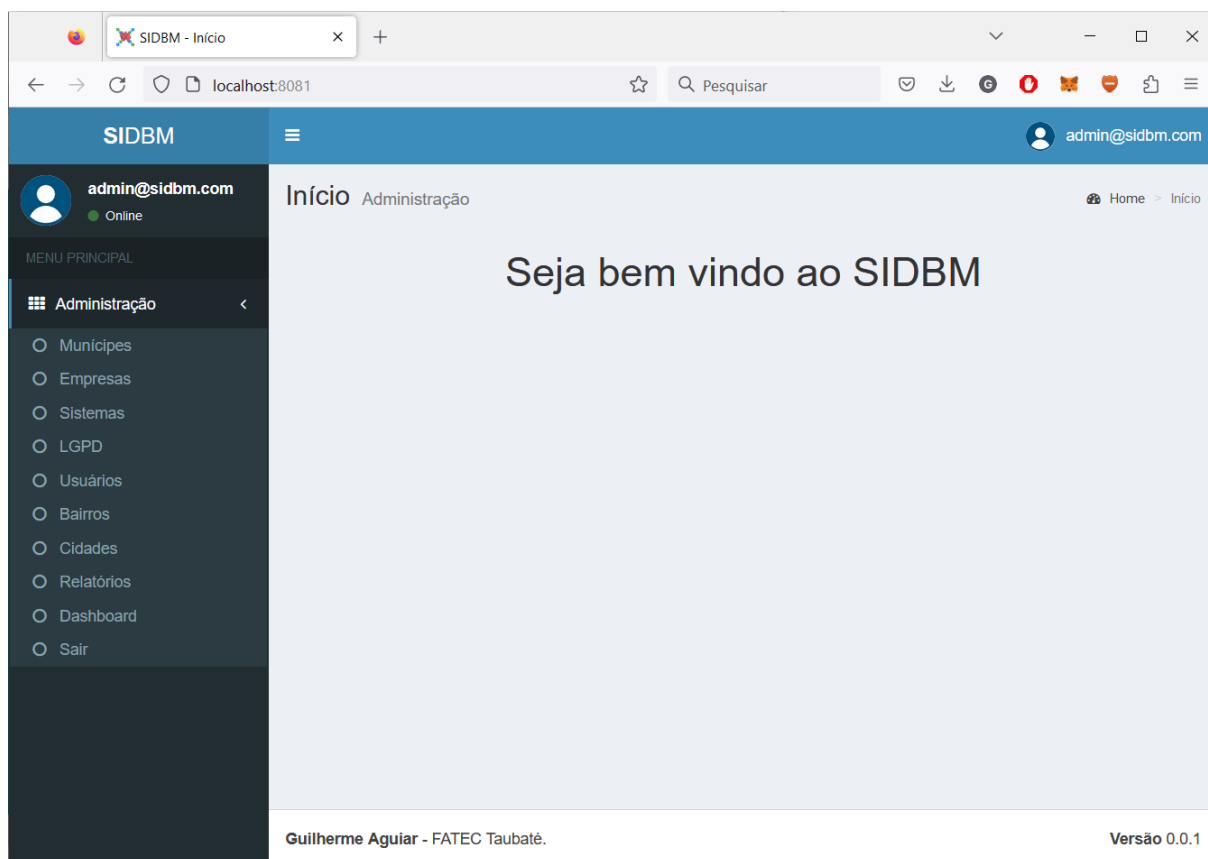 SIDBM - Início
localhost:8081
Pesquisar
SIDBM
admin@sidbm.com
admin@sidbm.com
Online
Início Administração
Home > Início
MENU PRINCIPAL
Seja bem vindo ao SIDBM
Administração
Munícipes
Empresas
Sistemas
LGPD
Usuários
Bairros
Cidades
Relatórios
Dashboard
Sair
Guilherme Aguiar - FATEC Taubaté.
Versão 0.0.1